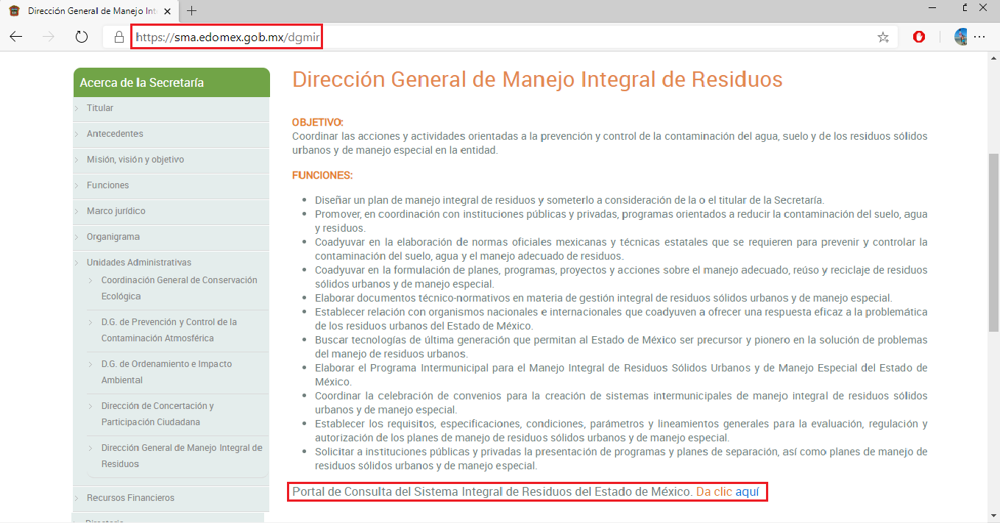 Dirección General de Manejo Int
https://sma.edomex.gob.mx/dgmir
Acerca de la Secretaría
Titular
Antecedentes
Misión, visión y objetivo
Funciones
Marco jurídico
Organigrama
Unidades Administrativas
Coordinación General de Conservación
Ecológica
D.G. de Prevención y Control de la
Contaminación Atmosférica
D.G. de Ordenamiento e Impacto
Ambiental
Dirección de Concertación y
Participación Ciudadana
Dirección General de Manejo Integral de
Residuos
Recursos Financieros
Directorio
Dirección General de Manejo Integral de Residuos
OBJETIVO:
Coordinar las acciones y actividades orientadas a la prevención y control de la contaminación del agua, suelo y de los residuos sólidos
urbanos y de manejo especial en la entidad.
FUNCIONES:
• Diseñar un plan de manejo integral de residuos y someterlo a consideración de la o el titular de la Secretaría.
• Promover, en coordinación con instituciones públicas y privadas, programas orientados a reducir la contaminación del suelo, agua
y residuos.
• Coadyuvar en la elaboración de normas oficiales mexicanas y técnicas estatales que se requieren para prevenir y controlar la
contaminación del suelo, agua y el manejo adecuado de residuos.
• Coadyuvar en la formulación de planes, programas, proyectos y acciones sobre el manejo adecuado, reúso y reciclaje de residuos
sólidos urbanos y de manejo especial.
• Elaborar documentos técnico-normativos en materia de gestión integral de residuos sólidos urbanos y de manejo especial.
• Establecer relación con organismos nacionales e internacionales que coadyuven a ofrecer una respuesta eficaz a la problemática
de los residuos urbanos del Estado de México.
• Buscar tecnologías de última generación que permitan al Estado de México ser precursor y pionero en la solución de problemas
del manejo de residuos urbanos.
• Elaborar el Programa Intermunicipal para el Manejo Integral de Residuos Sólidos Urbanos y de Manejo Especial del Estado de
México.
• Coordinar la celebración de convenios para la creación de sistemas intermunicipales de manejo integral de residuos sólidos
urbanos y de manejo especial.
• Establecer los requisitos, especificaciones, condiciones, parámetros y lineamientos generales para la evaluación, regulación y
autorización de los planes de manejo de residuos sólidos urbanos y de manejo especial.
• Solicitar a instituciones públicas y privadas la presentación de programas y planes de separación, así como planes de manejo de
residuos sólidos urbanos y de manejo especial.
Portal de Consulta del Sistema Integral de Residuos del Estado de México. Da clic aquí